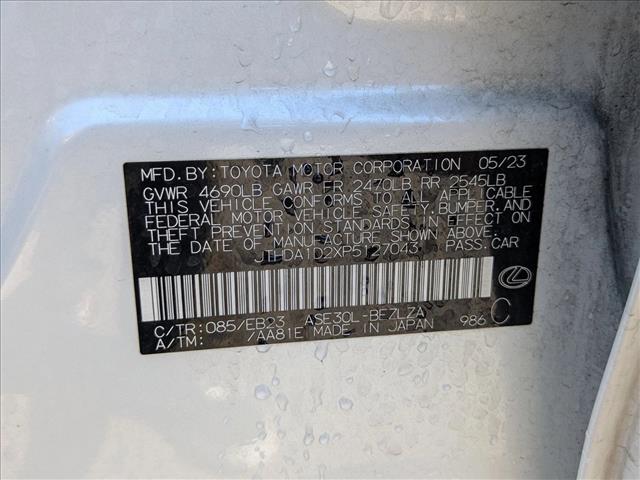 MFD.BY: TOYOTA MOTOR CORPORATION 05/23
GVWR 4690LB GAWR FR 2470LB RR 2545LB
THIS VEHICLE CONFORMS TO ALL APPLICABLE
FEDERAL MOTOR VEHICLE SAFETY, BUMPER, AND
THEFT PREVENTION STANDARDS IN EFFECT ON
THE DATE OF MANUFACTURE SHOWN ABOVE.
PASS.CAR
C/TR: 085/EB23 ASE30L-BEZLZA
A/TM: /AA81E MADE IN JAPAN 986 C